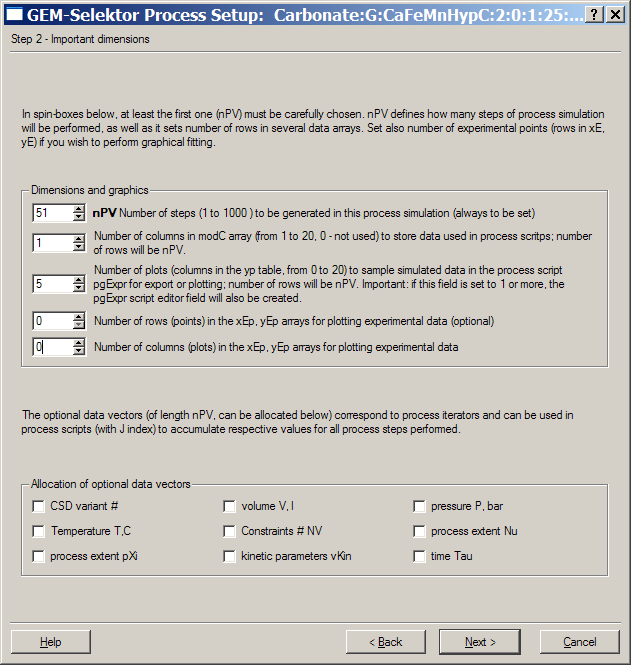 GEM-Selektor Process Setup:  Carbonate:G:CaFeMnHypC:2:0:1:25:...
Step 2 - Important dimensions
In spin-boxes below, at least the first one (nPV) must be carefully chosen. nPV defines how many steps of process simulation
will be performed, as well as it sets number of rows in several data arrays. Set also number of experimental points (rows in xE,
yE) if you wish to perform graphical fitting.
Dimensions and graphics
51 nPV Number of steps (1 to 1000 ) to be generated in this process simulation (always to be set)
1 Number of columns in modC array (from 1 to 20, 0 - not used) to store data used in process scritps; number
of rows will be nPV.
Number of plots (columns in the yp table, from 0 to 20) to sample simulated data in the process script
5 pgExpr for export or plotting; number of rows will be nPV. Important: if this field is set to 1 or more, the
pgExpr script editor field will also be created.
0 Number of rows (points) in the xEp, yEp arrays for plotting experimental data (optional)
0 Number of columns (plots) in the xEp, yEp arrays for plotting experimental data
The optional data vectors (of length nPV, can be allocated below) correspond to process iterators and can be used in
process scripts (with J index) to accumulate respective values for all process steps performed.
Allocation of optional data vectors
CSD variant # volume V, l pressure P, bar
Temperature T,C Constraints # NV process extent Nu
process extent pXi kinetic parameters vKin time Tau
Help < Back Next > Cancel